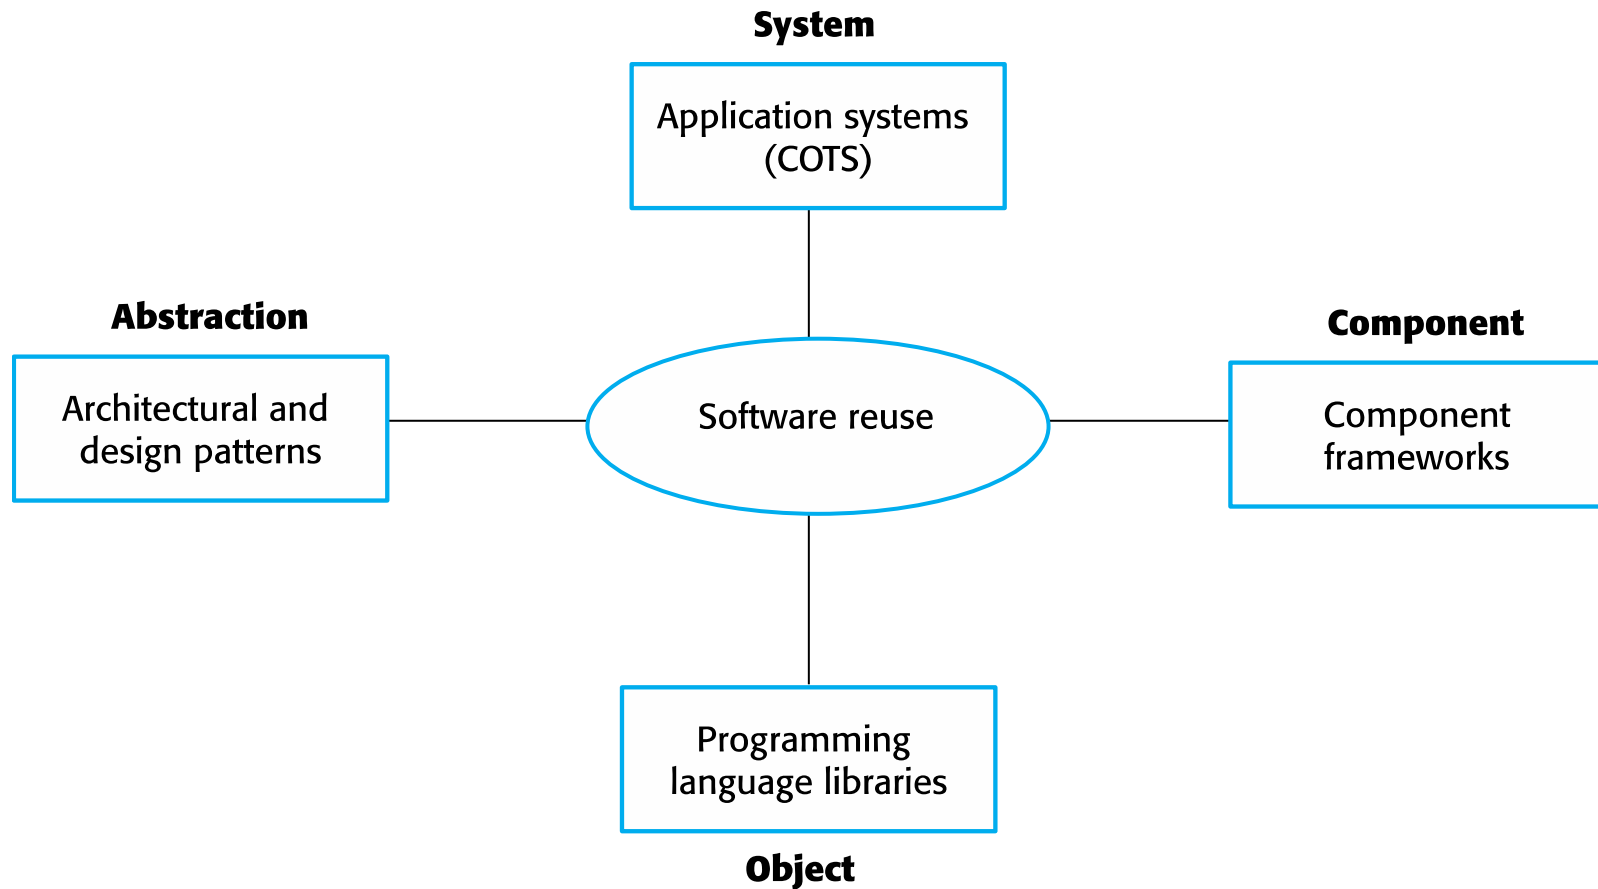 System
Application systems
(COTS)
Abstraction
Architectural and
design patterns
Software reuse
Component
Component
frameworks
Programming
language libraries
Object